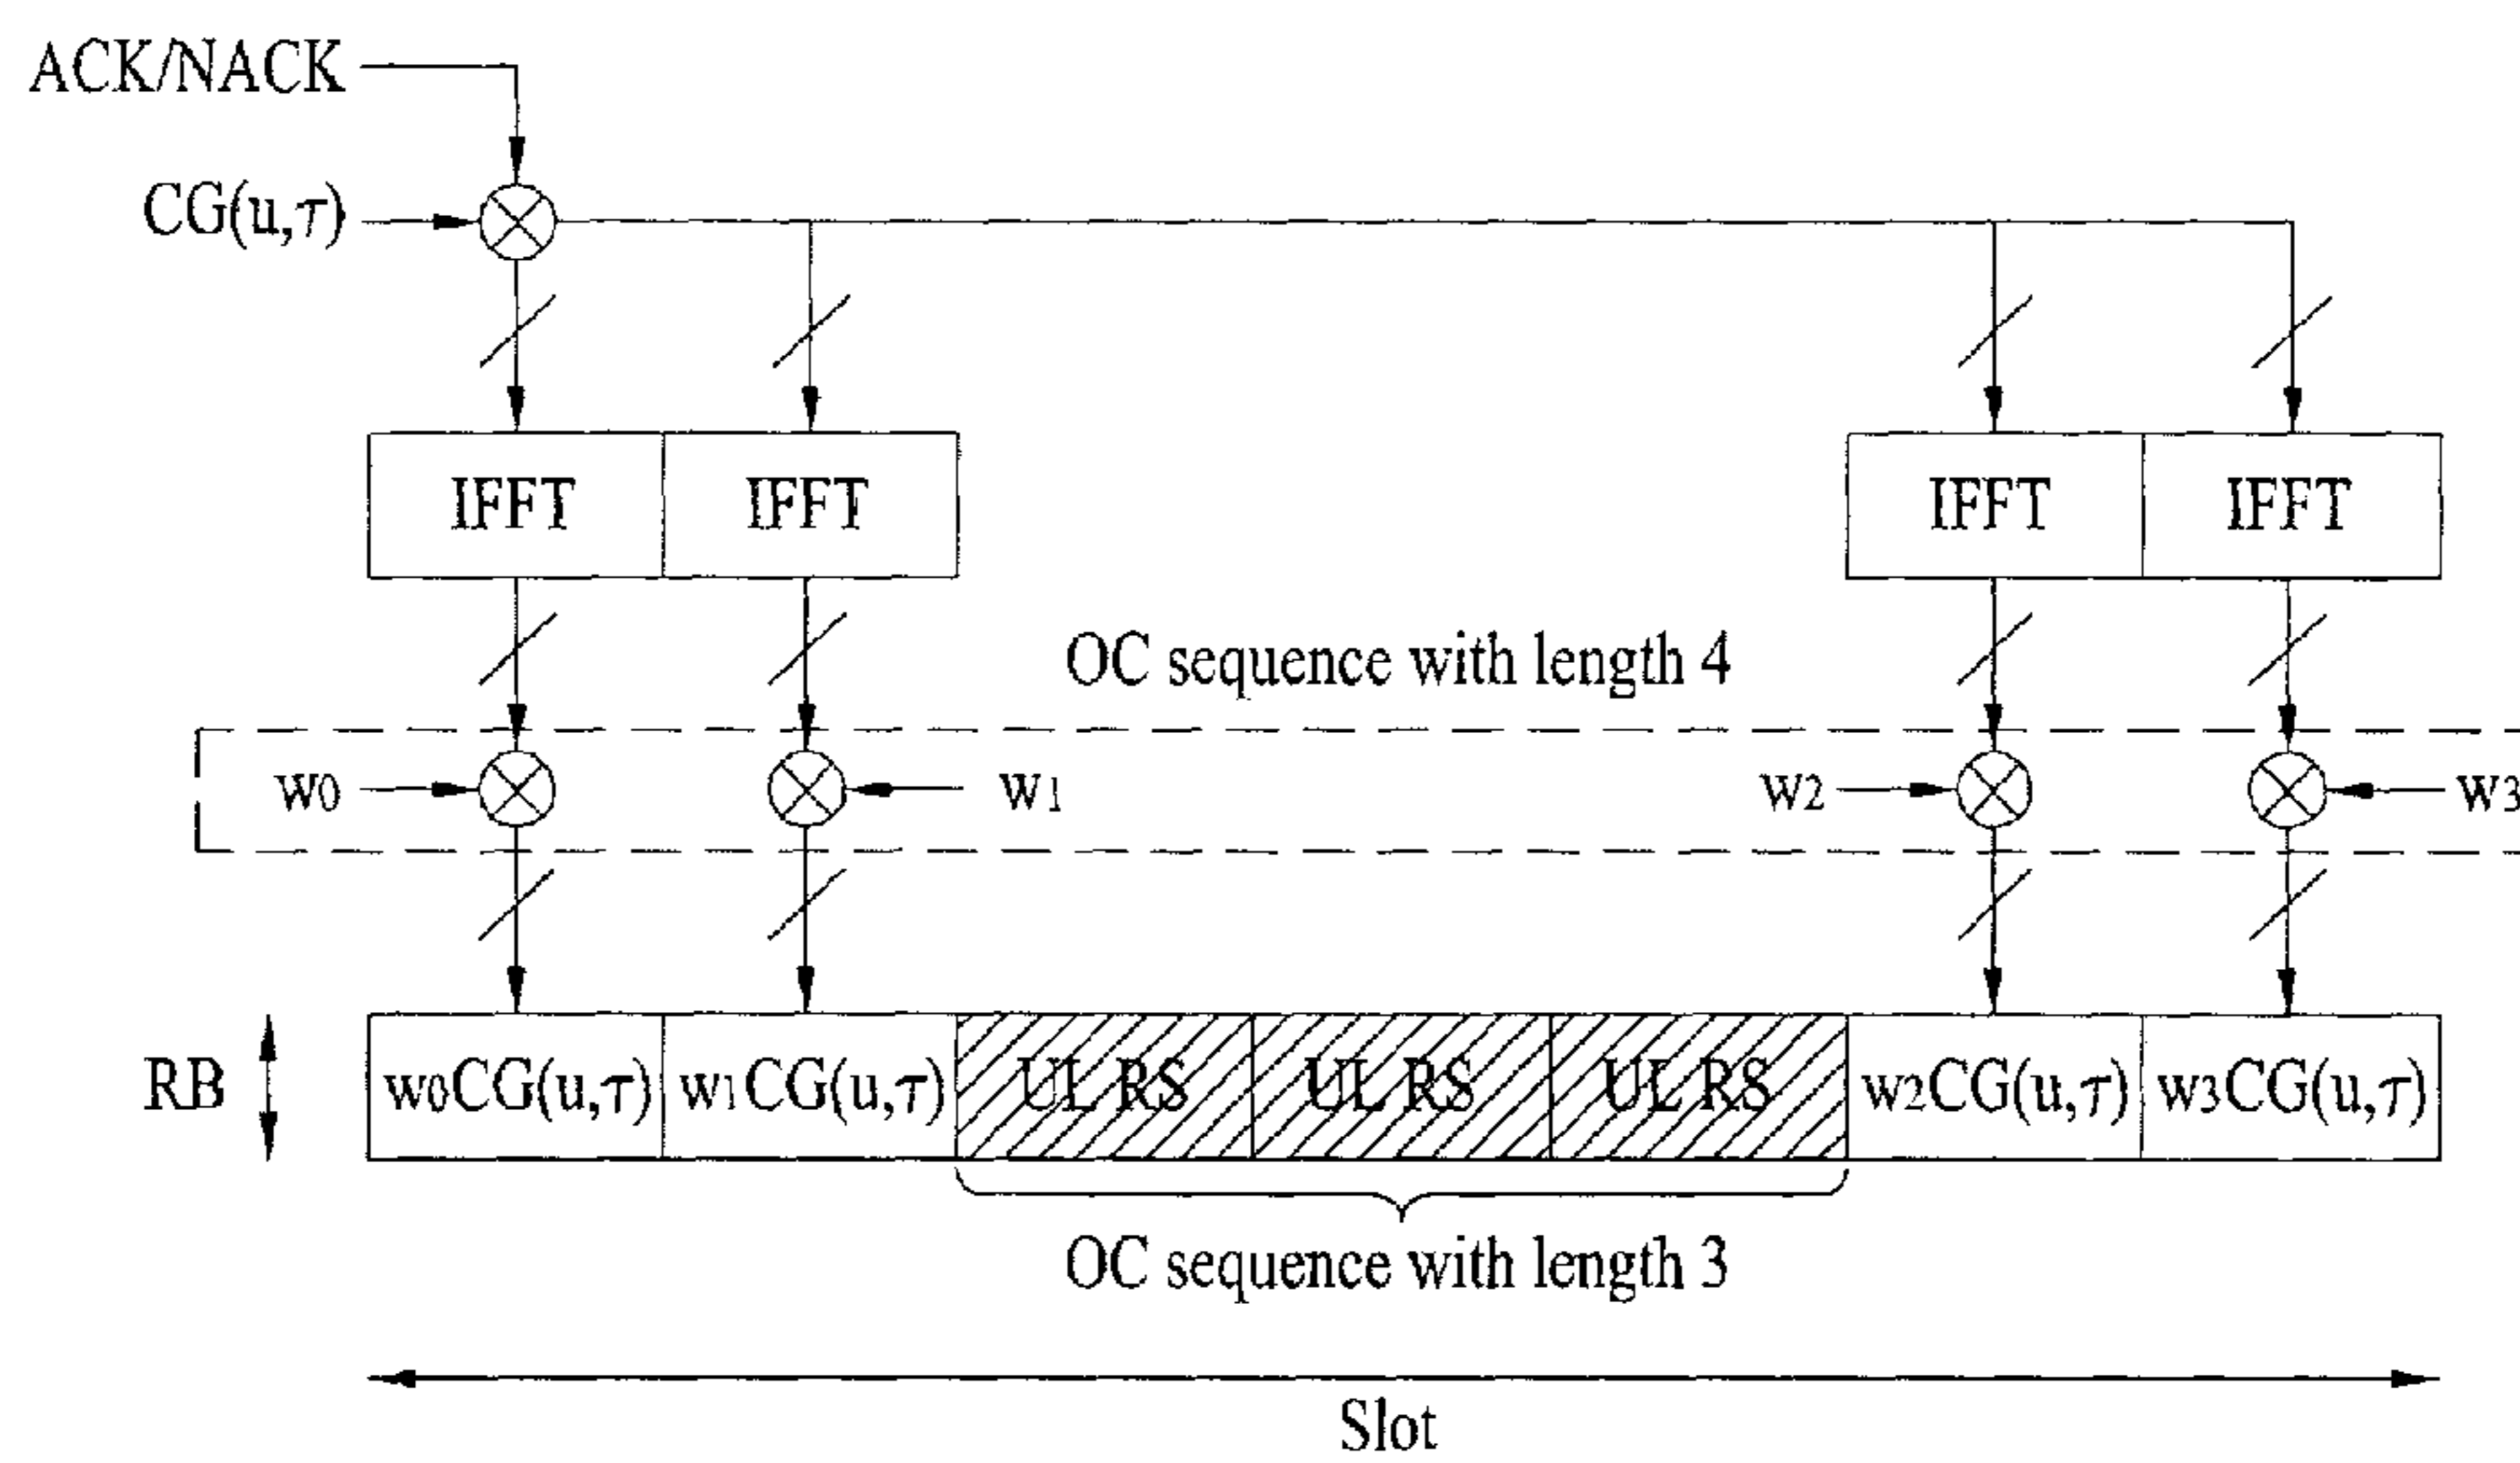 ACK/NACK
CG(u,τ)
IFFT IFFT IFFT IFFT
OC sequence with length 4
w0 w1 w2 w3
RB w0CG(u,τ) w1CG(u,τ) UL RS UL RS UL RS w2CG(u,τ) w3CG(u,τ)
OC sequence with length 3
Slot